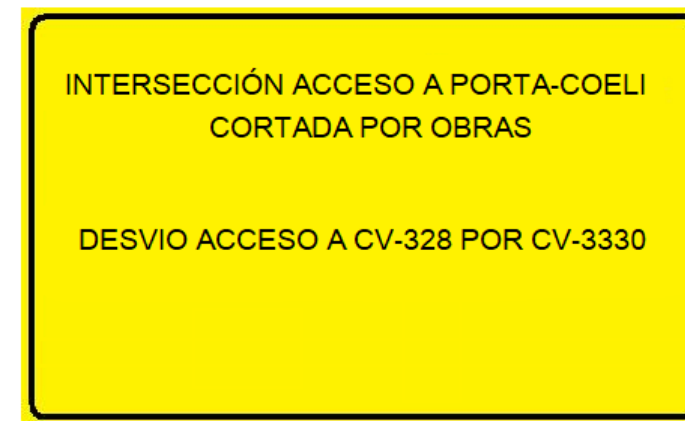 INTERSECCIÓN ACCESO A PORTA-COELI
CORTADA POR OBRAS
DESVIO ACCESO A CV-328 POR CV-3330